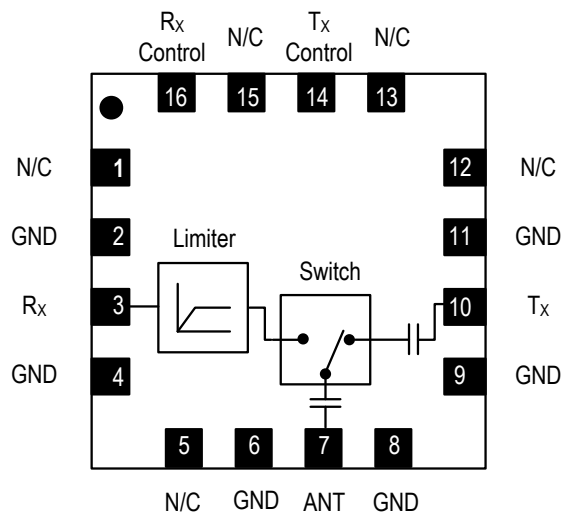 RX Control
N/C
TX Control
N/C
16
15
14
13
N/C
1
12
N/C
GND
2
Limiter
11
GND
Switch
RX
3
10
TX
GND
4
9
GND
5
6
7
8
N/C
GND
ANT
GND